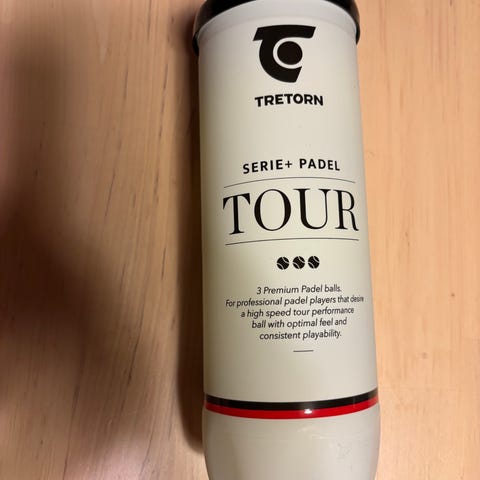 TRETORN
SERIE+ PADEL
TOUR
3 Premium Padel balls.
For professional padel players that desire
a high speed tour performance
ball with optimal feel and
consistent playability.